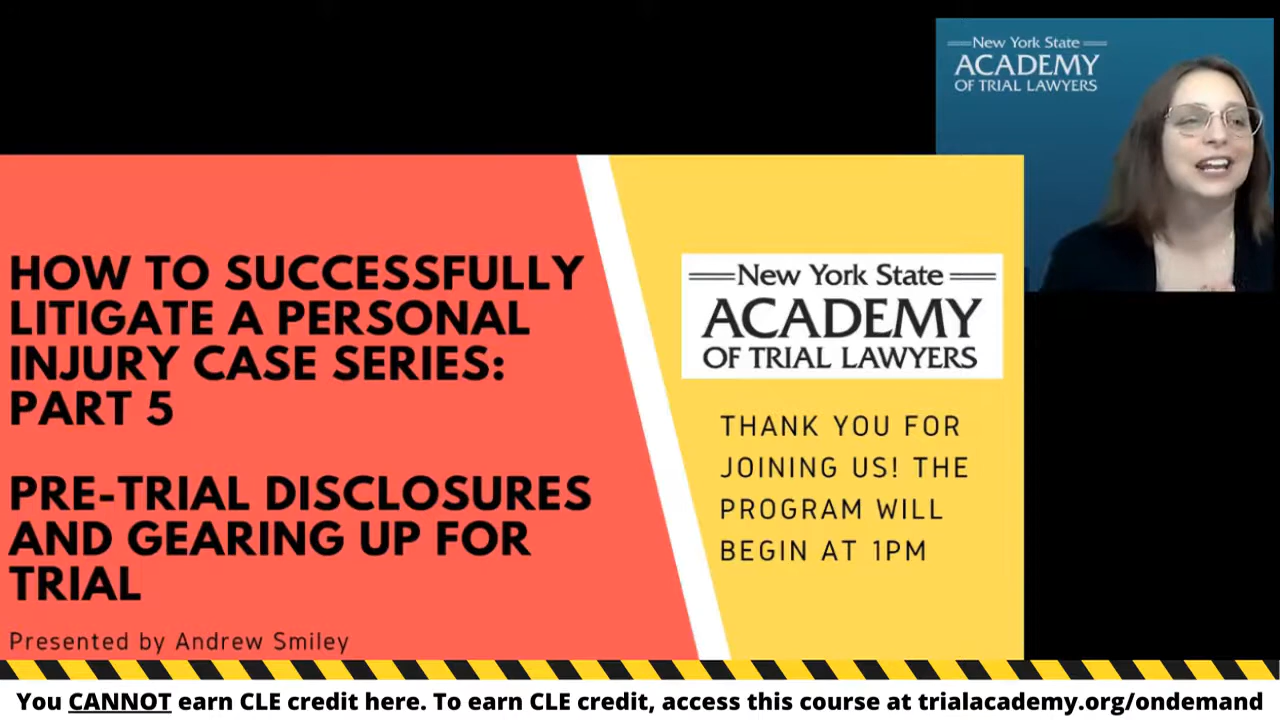 New York State
ACADEMY
OF TRIAL LAWYERS
HOW TO SUCCESSFULLY
LITIGATE A PERSONAL
INJURY CASE SERIES:
PART 5
PRE-TRIAL DISCLOSURES
AND GEARING UP FOR
TRIAL
Presented by Andrew Smiley
New York State
ACADEMY
OF TRIAL LAWYERS
THANK YOU FOR
JOINING US! THE
PROGRAM WILL
BEGIN AT 1PM
You CANNOT earn CLE credit here. To earn CLE credit, access this course at trialacademy.org/ondemand